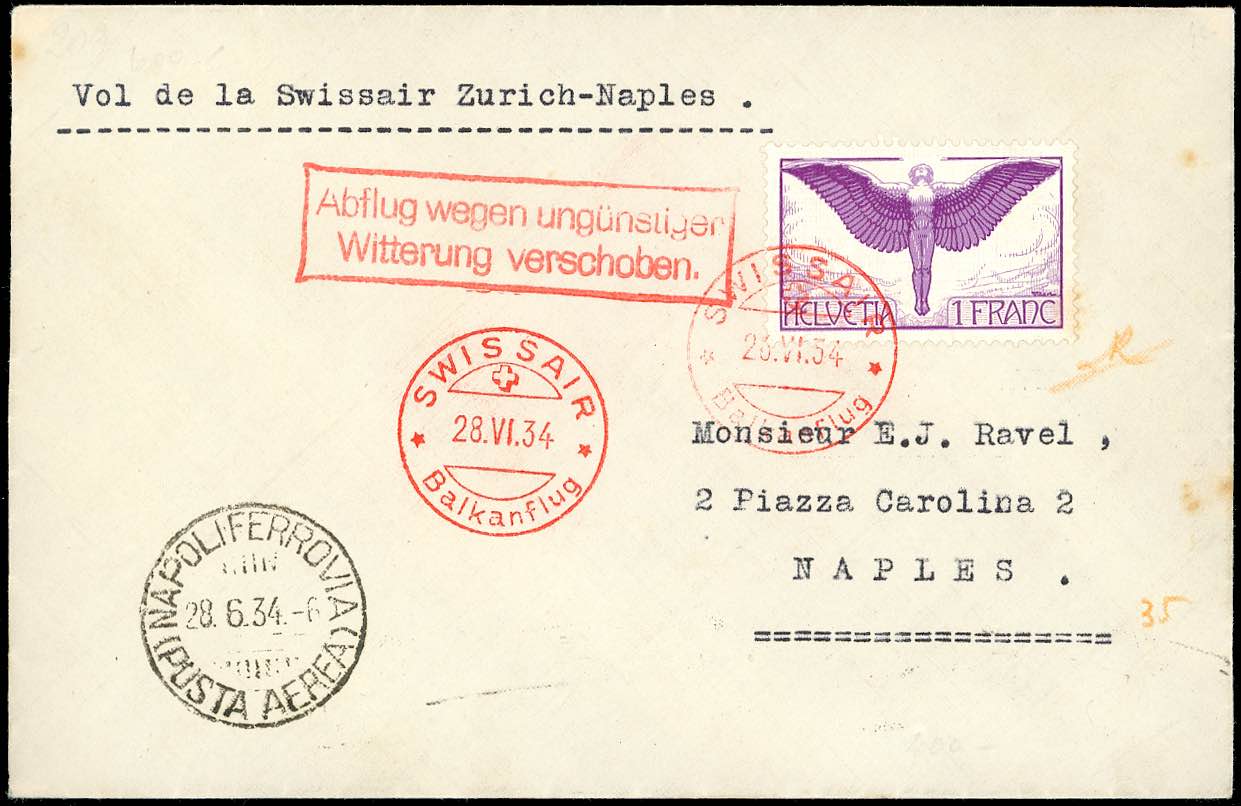 Vol de la Swissair Zurich-Naples .
Abflug wegen ungünstiger
Witterung verschoben.
HELVETIA 1 FRANC
SWISSAIR
23.VI.34
Balkanflug
SWISSAIR
28.VI.34
Balkanflug
Monsieur E.J. Ravel ,
2 Piazza Carolina 2
NAPLES .
NAPOLI FERROVIA
28.6.34.-6
(POSTA AEREA)
35